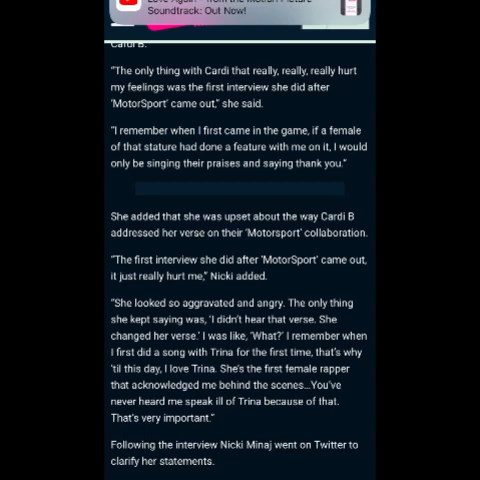 Soundtrack: Out Now!
Cardi B.
“The only thing with Cardi that really, really, really hurt
my feelings was the first interview she did after
‘MotorSport’ came out,” she said.
“I remember when I first came in the game, if a female
of that stature had done a feature with me on it, I would
only be singing their praises and saying thank you.”
She added that she was upset about the way Cardi B
addressed her verse on their ‘Motorsport’ collaboration.
“The first interview she did after ‘MotorSport’ came out,
it just really hurt me,” Nicki added.
“She looked so aggravated and angry. The only thing
she kept saying was, ‘I didn’t hear that verse. She
changed her verse.’ I was like, ‘What?’ I remember when
I first did a song with Trina for the first time, that’s why
‘til this day, I love Trina. She’s the first female rapper
that acknowledged me behind the scenes...You’ve
never heard me speak ill of Trina because of that.
That’s very important.”
Following the interview Nicki Minaj went on Twitter to
clarify her statements.